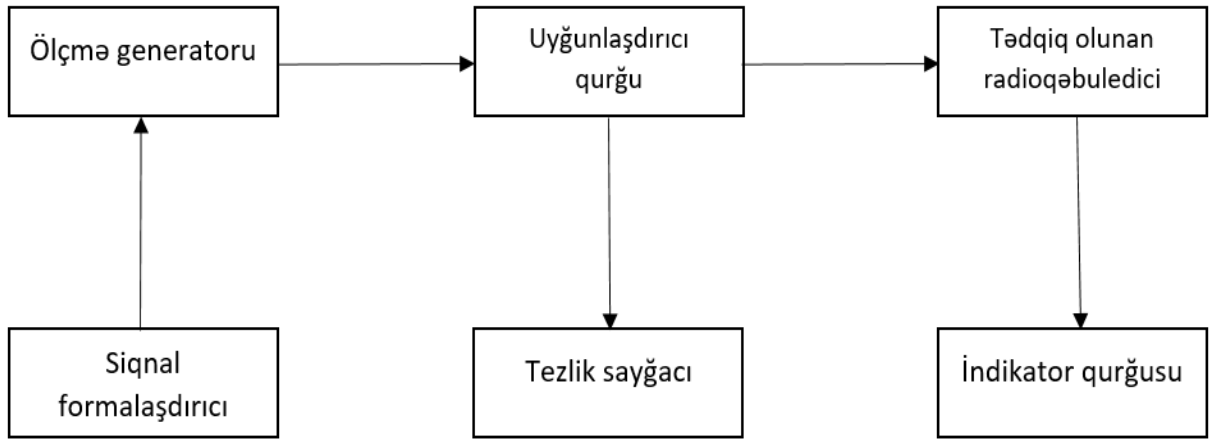 Ölçmə generatoru
Uyğunlaşdırıcı
qurğu
Tədqiq olunan
radioqəbuledici
Siqnal
formalaşdırıcı
Tezlik sayğacı
İndikator qurğusu